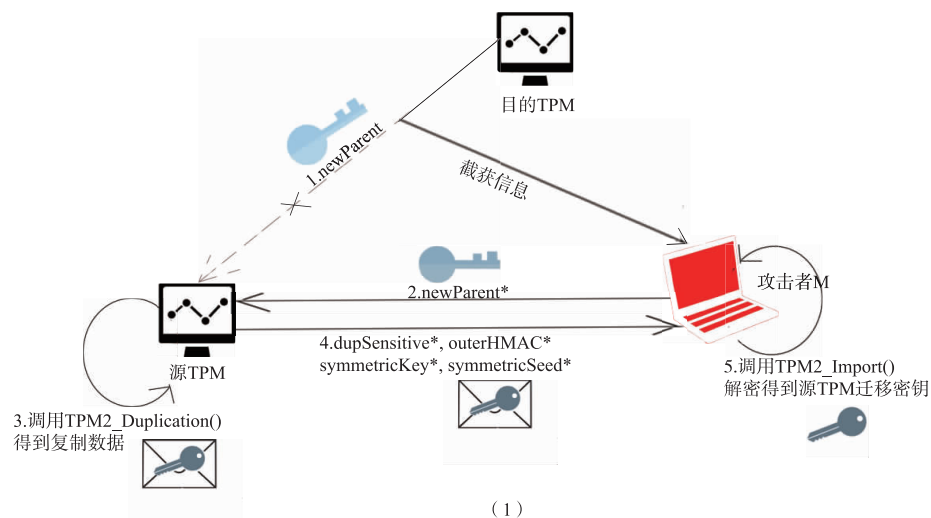 目的TPM
1.newParent
截获信息
2.newParent*
攻击者M
4.dupSensitive*, outerHMAC*
symmetricKey*, symmetricSeed*
源TPM
5.调用TPM2_Import()
解密得到源TPM迁移密钥
3.调用TPM2_Duplication()
得到复制数据
（1）